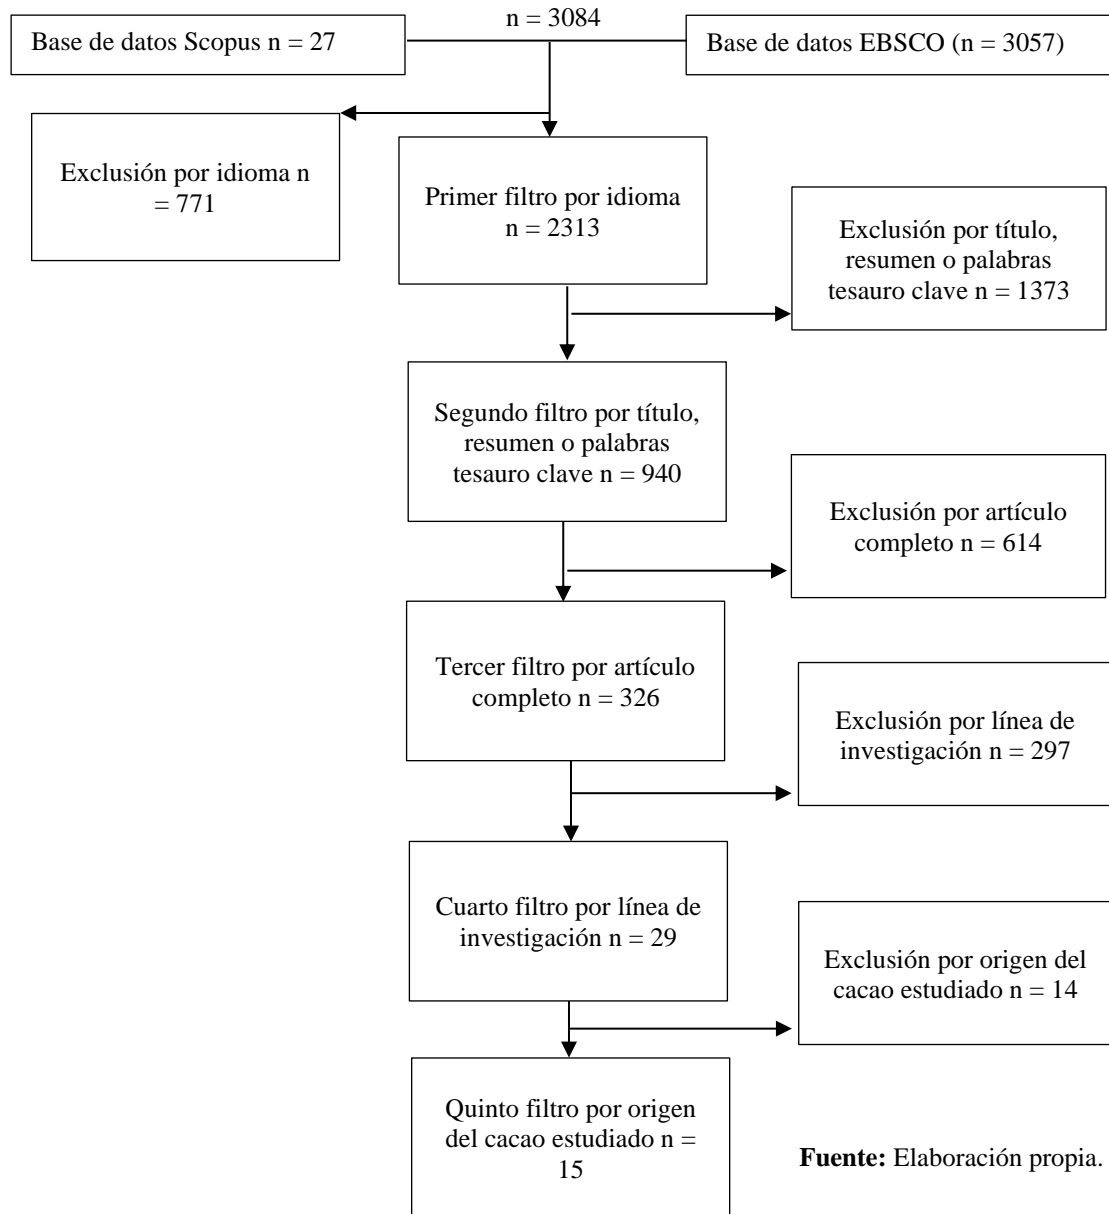 n = 3084
Base de datos Scopus n = 27
Base de datos EBSCO (n = 3057)
Exclusión por idioma n
= 771
Primer filtro por idioma
n = 2313
Exclusión por título,
resumen o palabras
tesauro clave n = 1373
Segundo filtro por título,
resumen o palabras
tesauro clave n = 940
Exclusión por artículo
completo n = 614
Tercer filtro por artículo
completo n = 326
Exclusión por línea de
investigación n = 297
Cuarto filtro por línea de
investigación n = 29
Exclusión por origen del
cacao estudiado n = 14
Quinto filtro por origen
del cacao estudiado n =
15
Fuente: Elaboración propia.